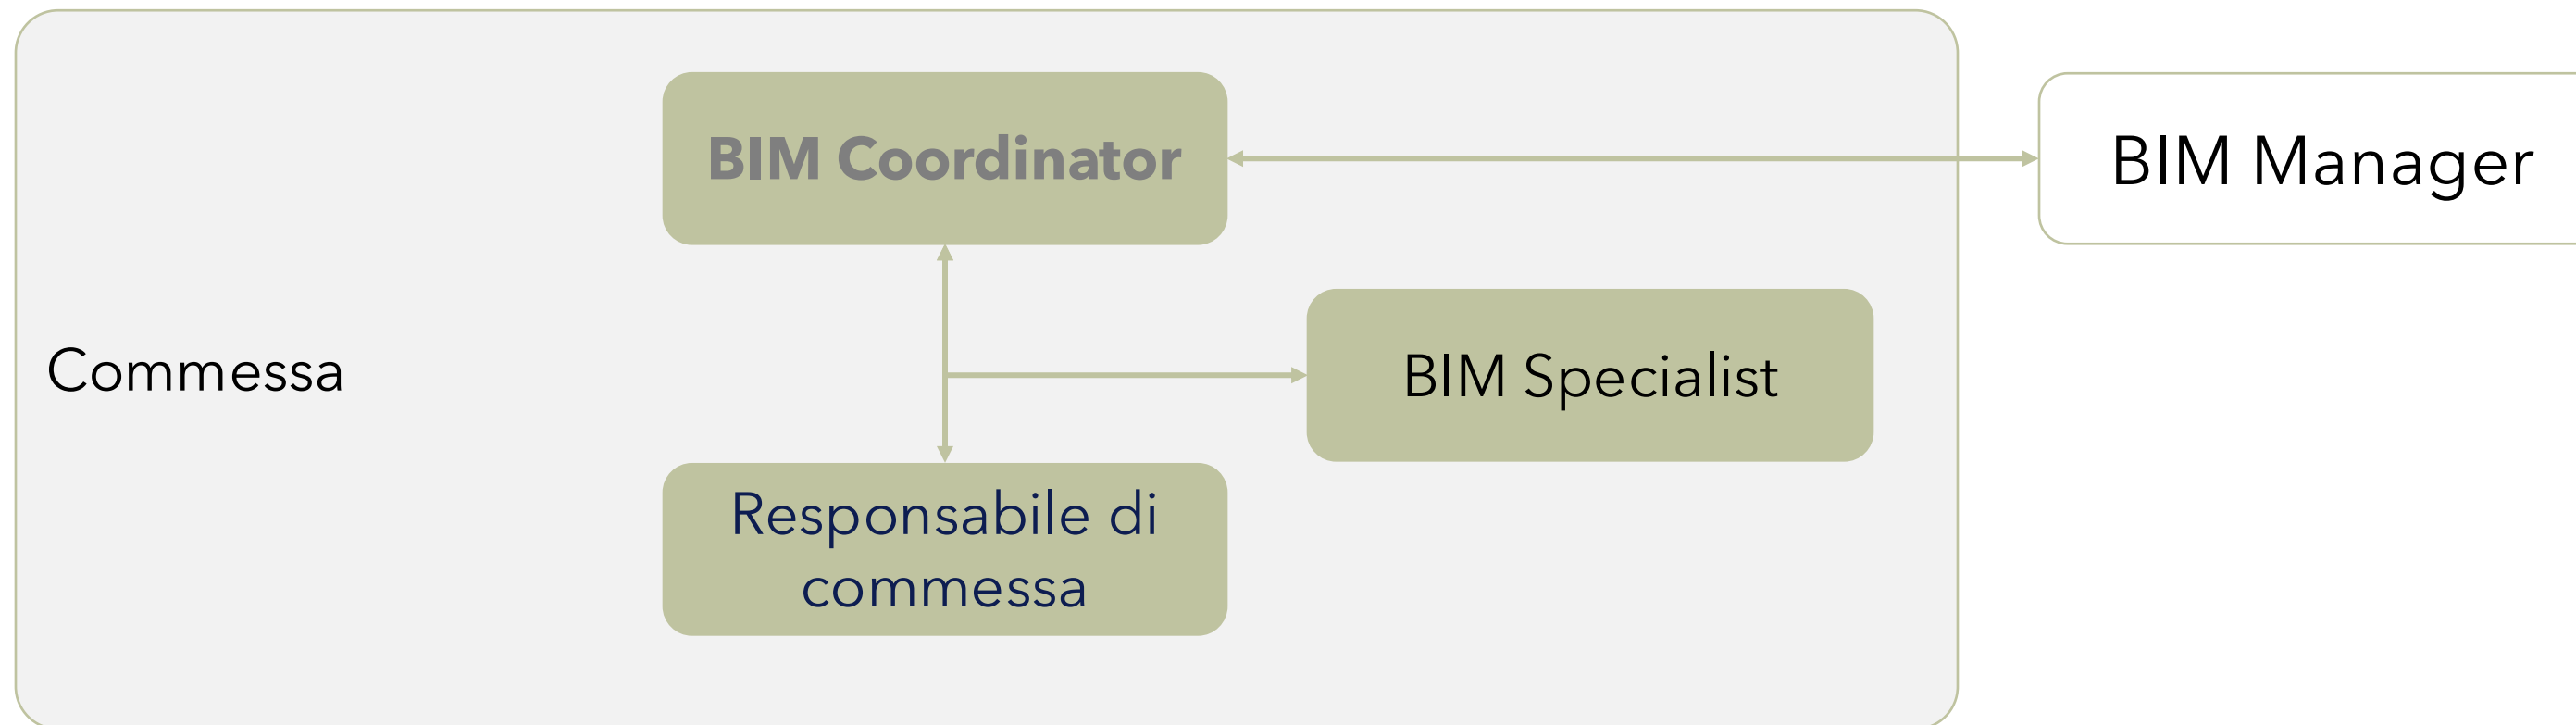 BIM Coordinator
BIM Manager
Commessa
BIM Specialist
Responsabile di
commessa